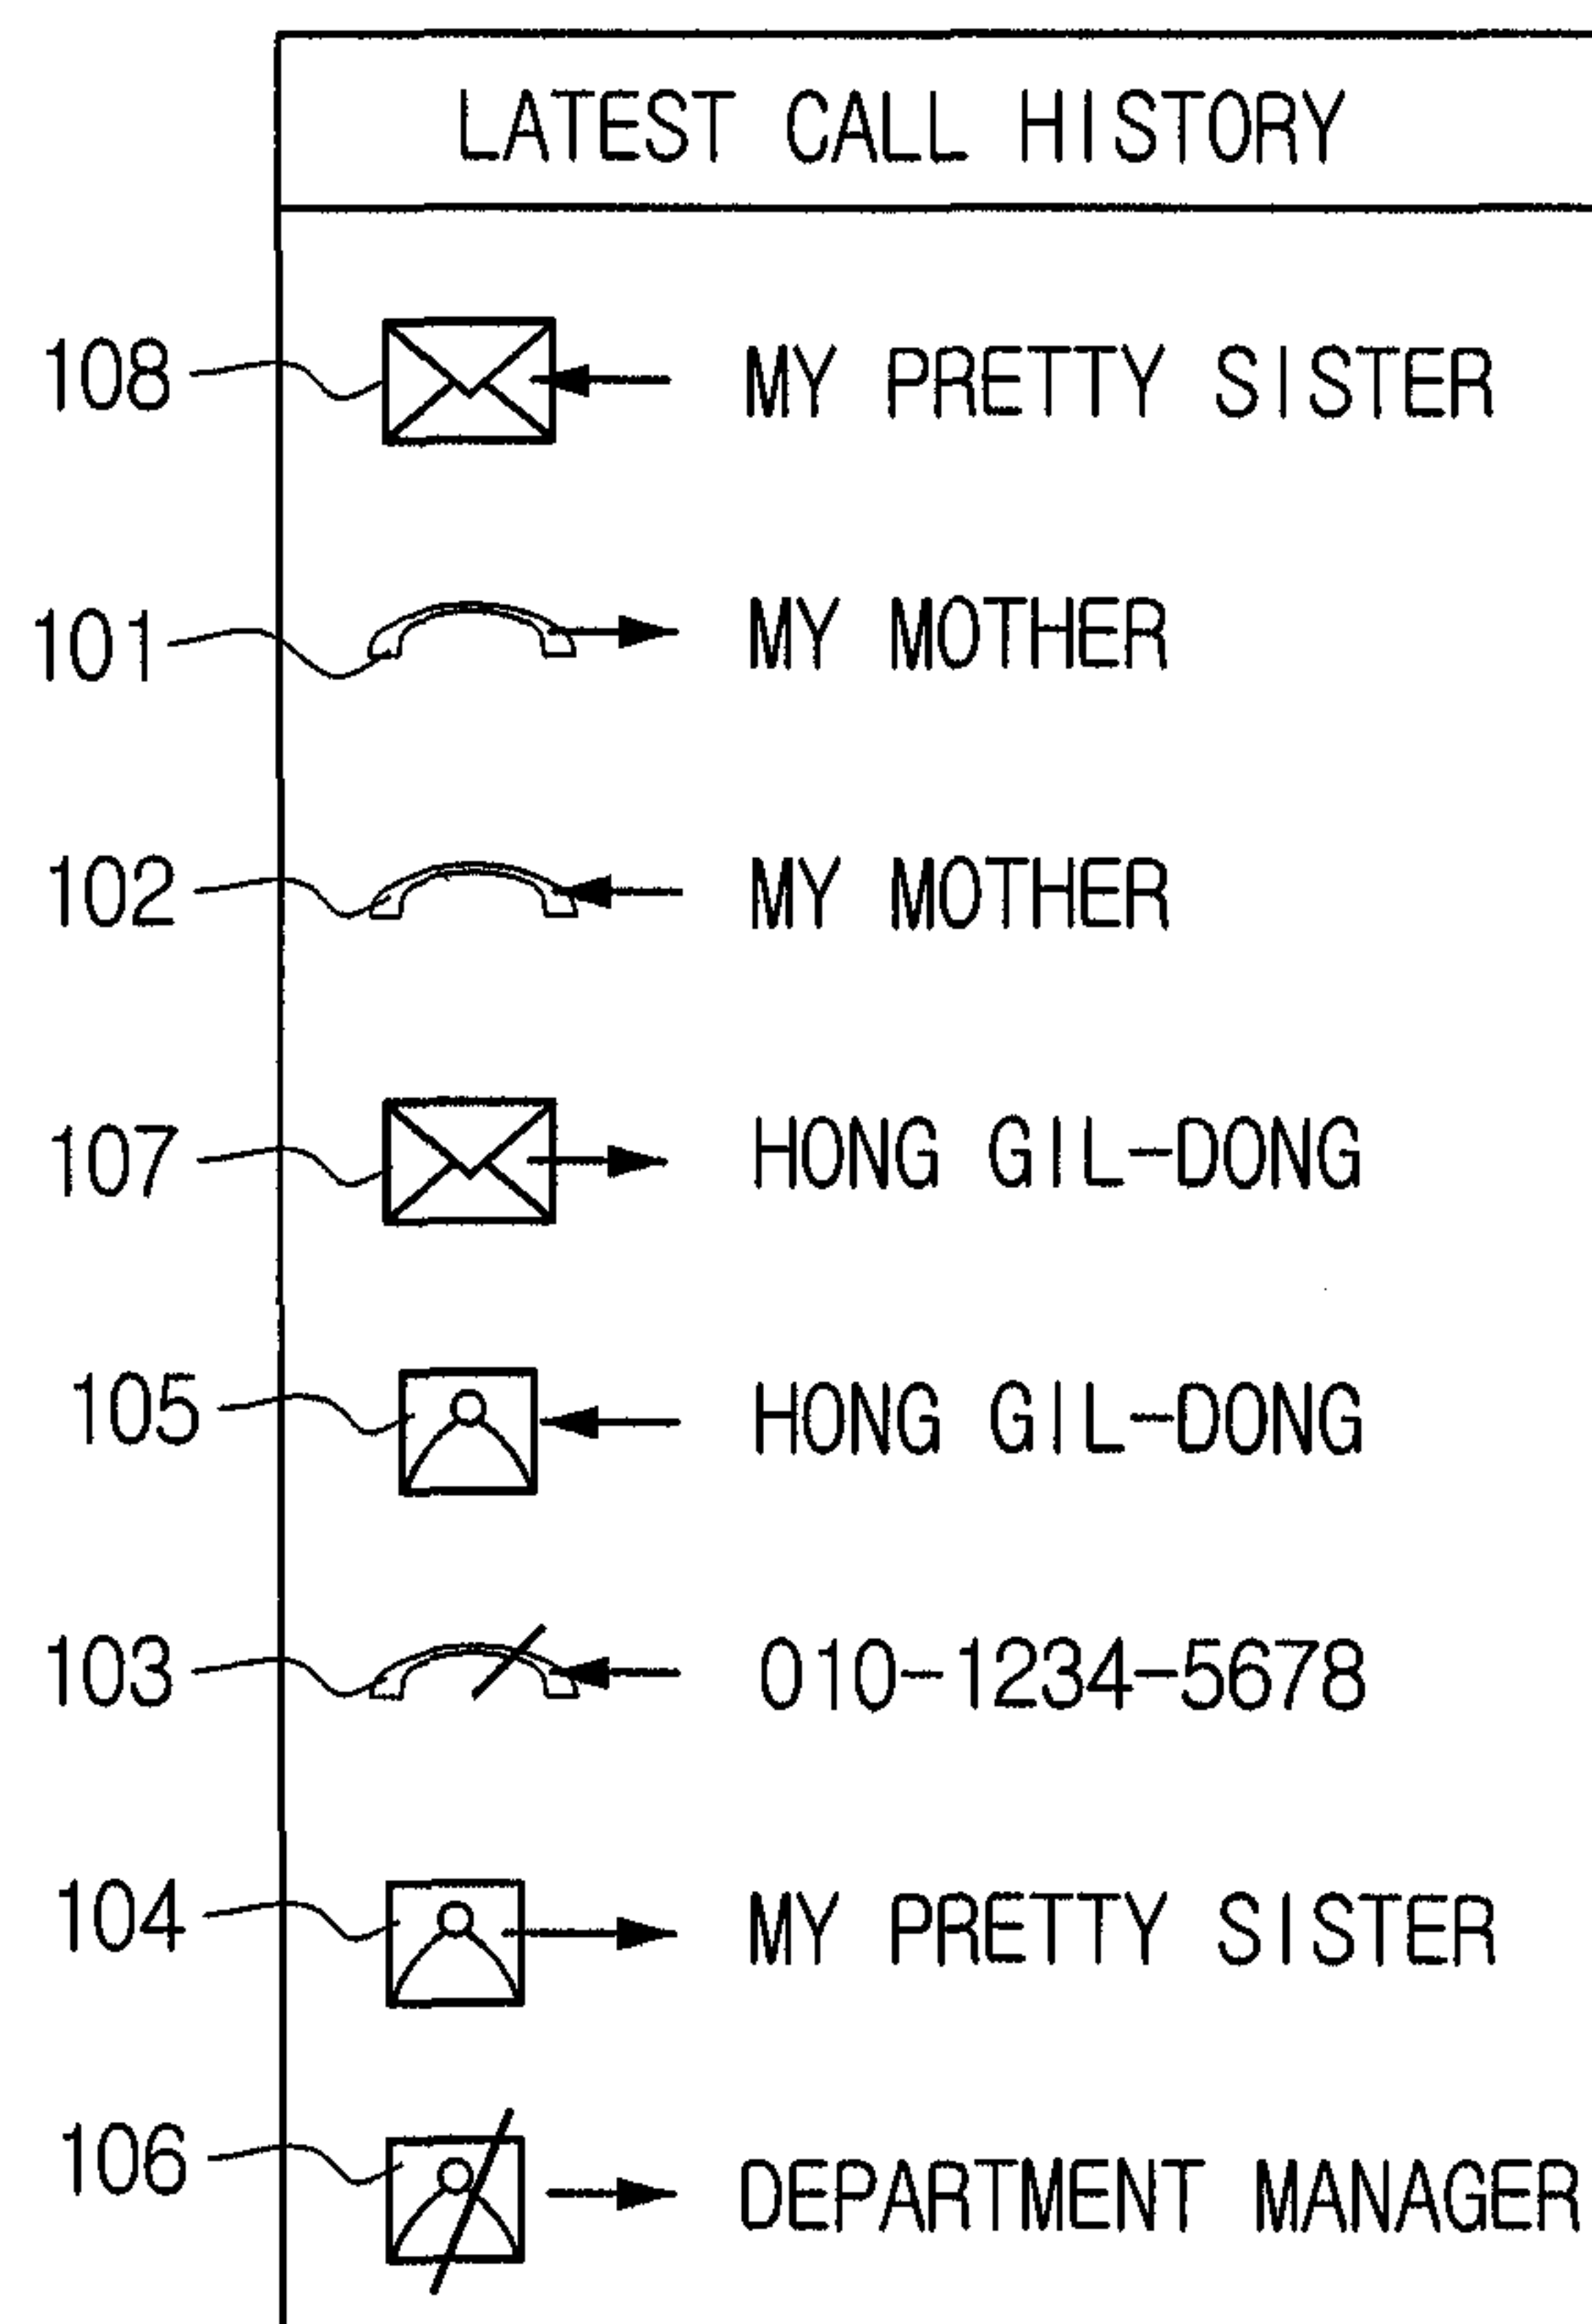 LATEST CALL HISTORY
108 MY PRETTY SISTER
101 MY MOTHER
102 MY MOTHER
107 HONG GIL-DONG
105 HONG GIL-DONG
103 010-1234-5678
104 MY PRETTY SISTER
106 DEPARTMENT MANAGER